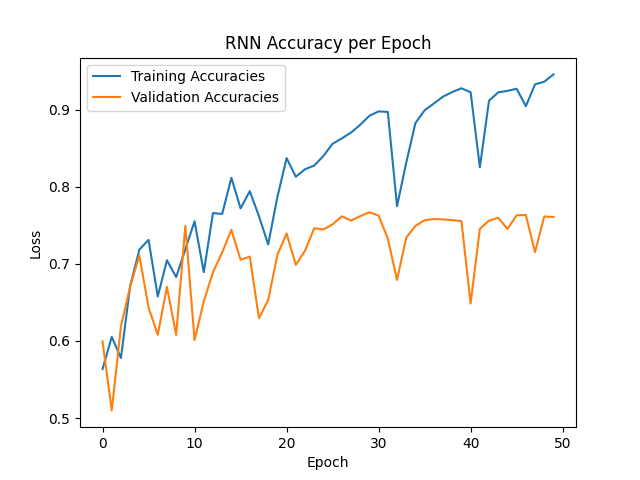 RNN Accuracy per Epoch
Training Accuracies
Validation Accuracies
Loss
0.9
0.8
0.7
0.6
0.5
0 10 20 30 40 50
Epoch